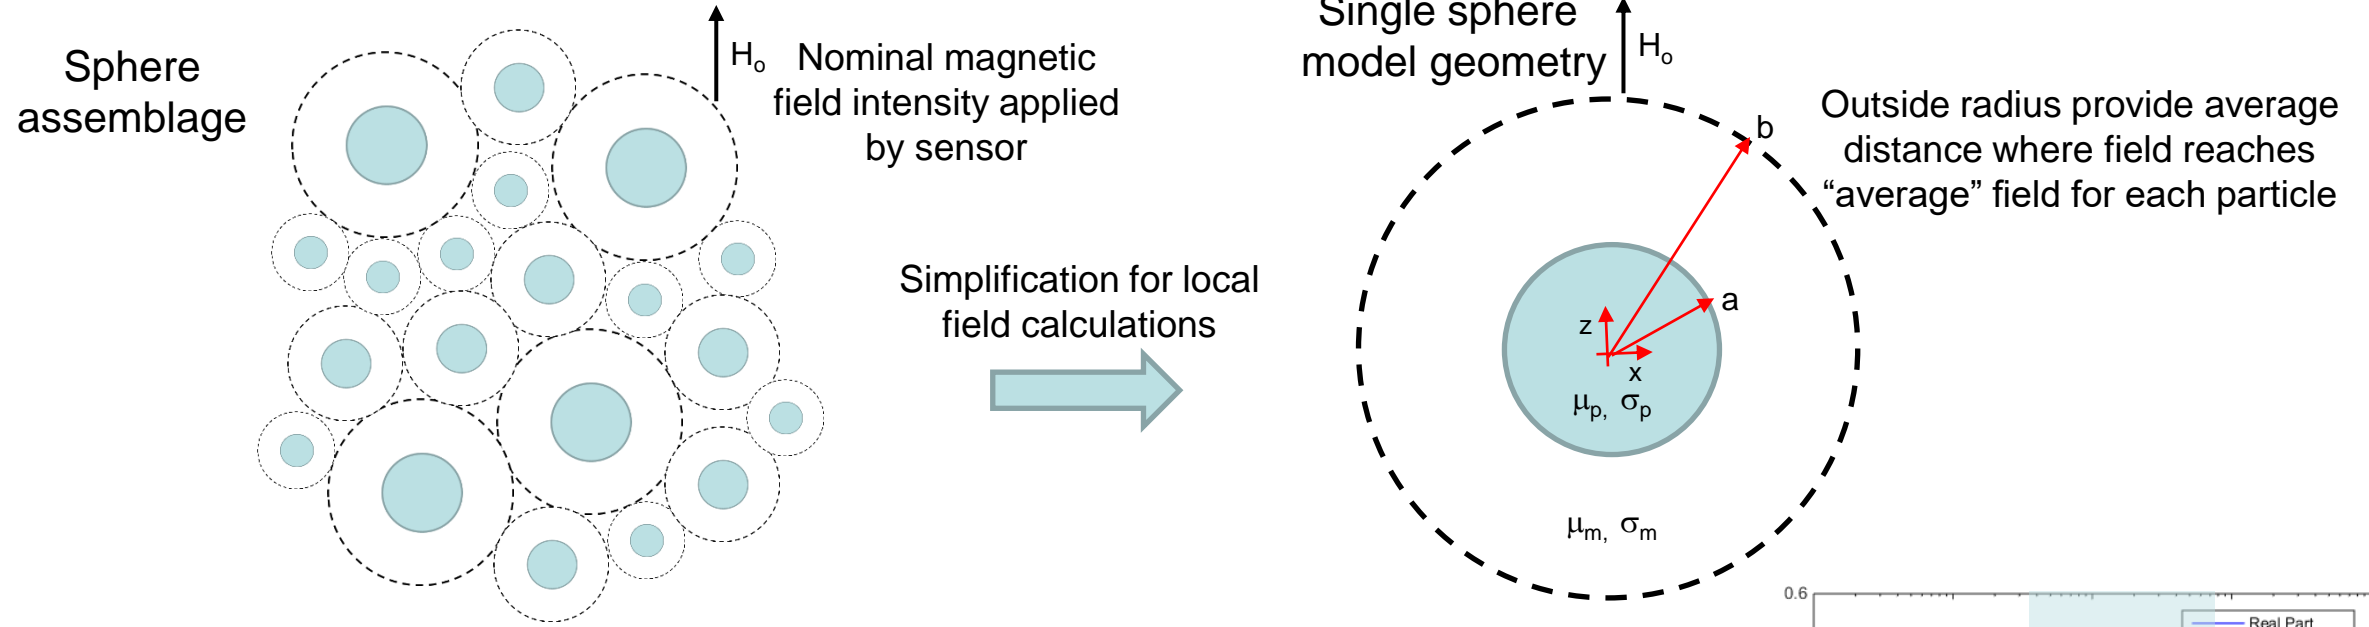 Sphere
assemblage
Hₒ
Nominal magnetic
field intensity applied
by sensor
Simplification for local
field calculations
Single sphere
model geometry
Hₒ
b
Outside radius provide average
distance where field reaches
“average” field for each particle
a
z
x
μₚ, σₚ
μₘ, σₘ
0.6
Real Part